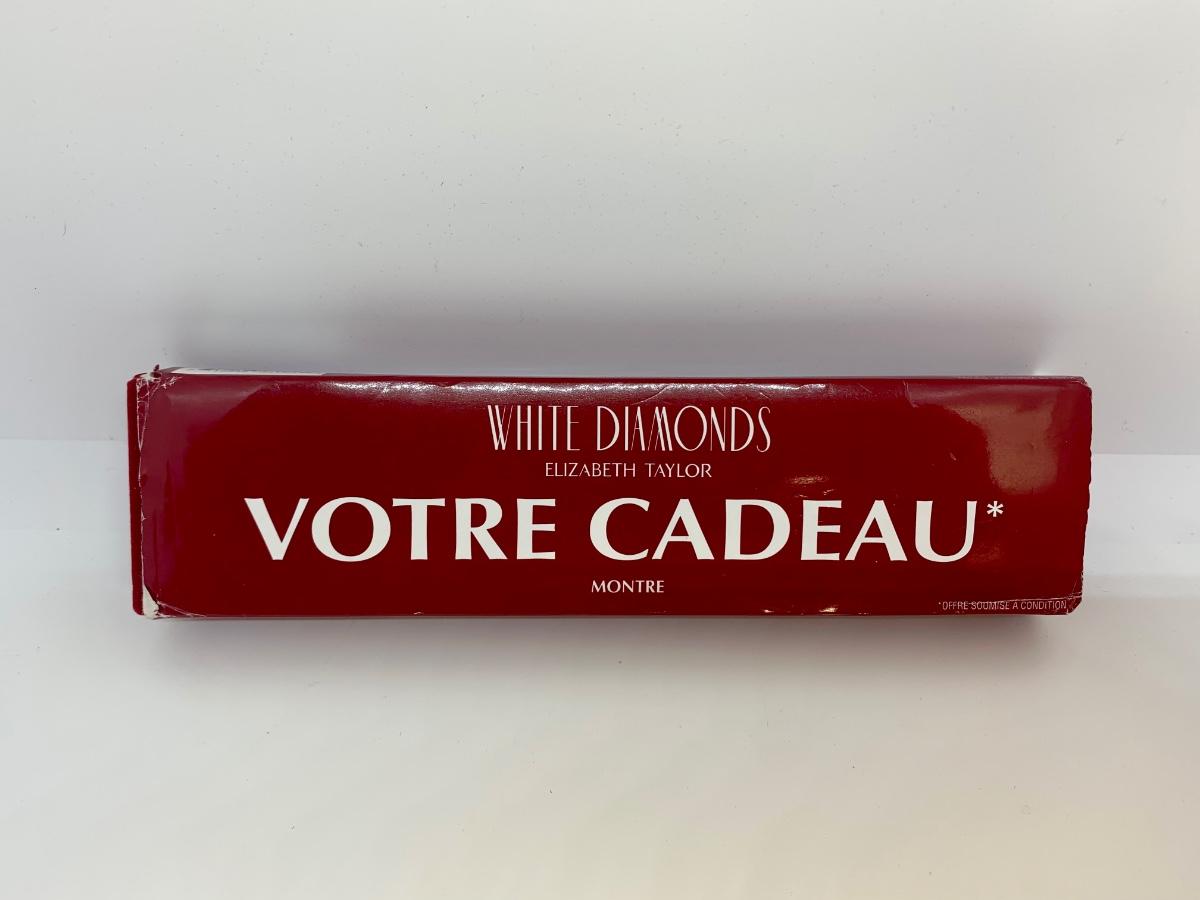 WHITE DIAMONDS
ELIZABETH TAYLOR
VOTRE CADEAU*
MONTRE
*OFFRE SOUMISE A CONDITION